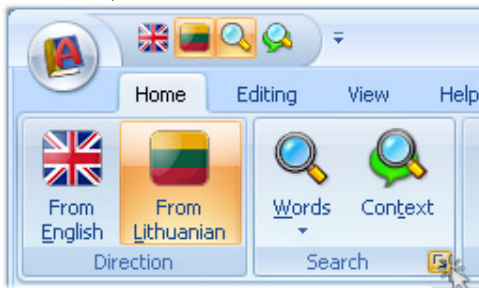 Home Editing View Help
From English
From Lithuanian
Words
Context
Direction
Search